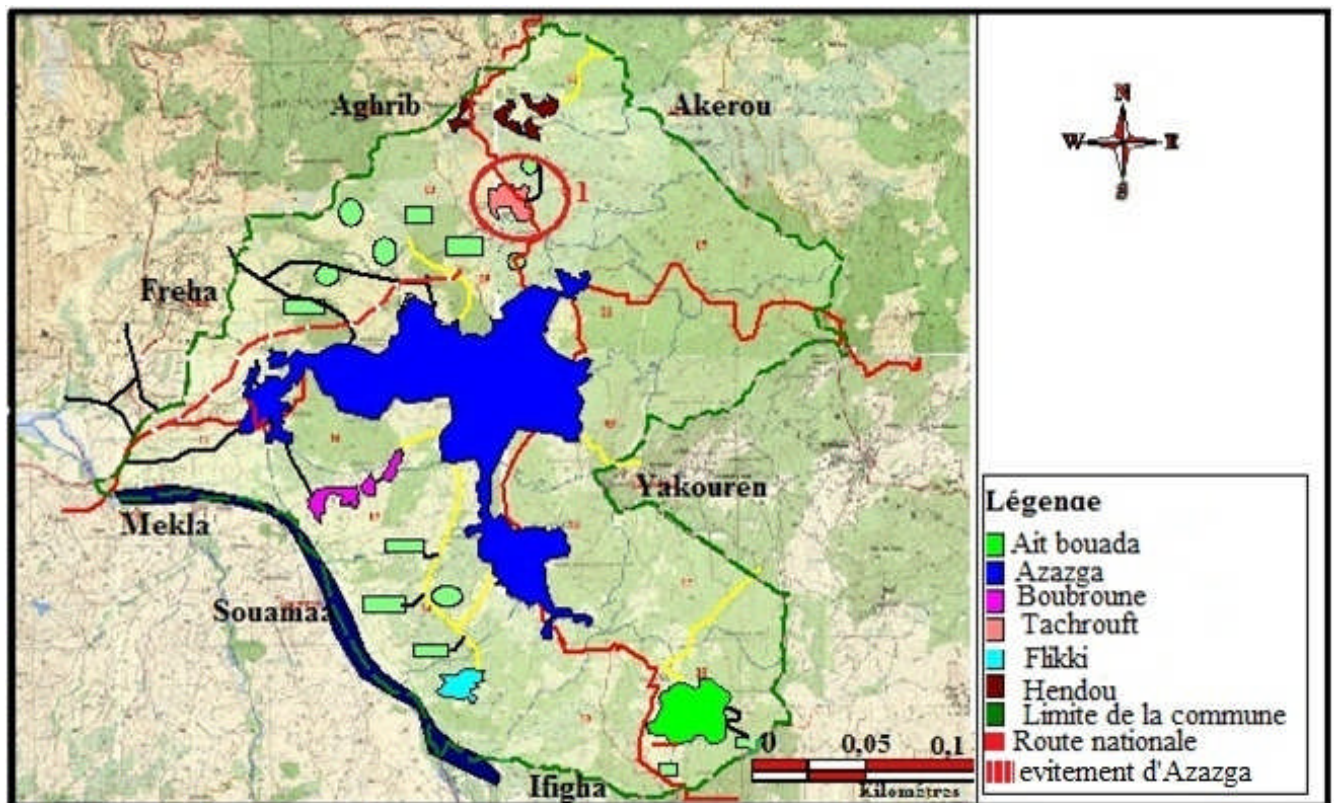 Aghrib
Akerou
1
Freha
Yakouren
Mekla
Souamaa
Ifigha
0 0,05 0,1
Kilomètres
N
W E
S
Légende
Ait bouada
Azazga
Boubroune
Tachrouft
Flikki
Hendou
Limite de la commune
Route nationale
evitement d'Azazga